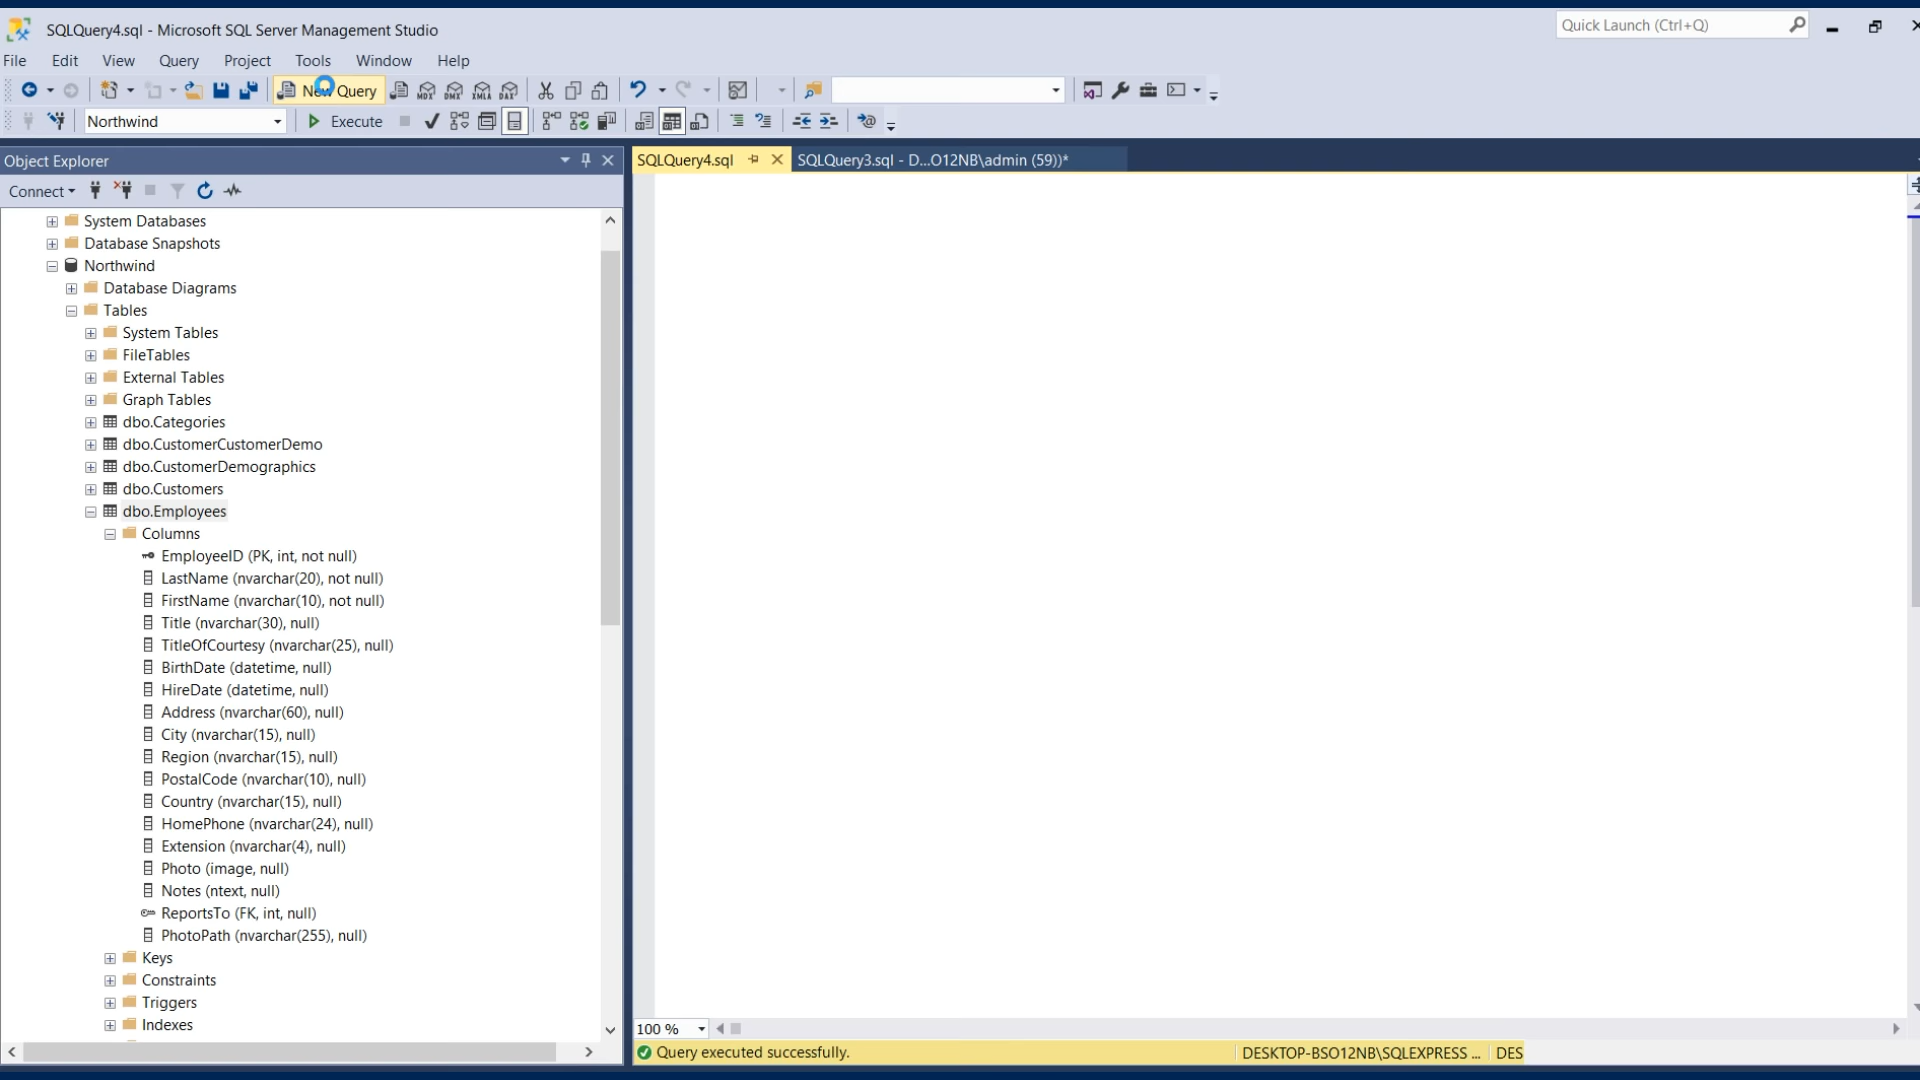 SQLQuery4.sql - Microsoft SQL Server Management Studio
Quick Launch (Ctrl+Q)
File Edit View Query Project Tools Window Help
New Query MDX DMX XMLA DAX
Northwind Execute
Object Explorer
SQLQuery4.sql SQLQuery3.sql - D...O12NB\admin (59))*
Connect
System Databases
Database Snapshots
Northwind
Database Diagrams
Tables
System Tables
FileTables
External Tables
Graph Tables
dbo.Categories
dbo.CustomerCustomerDemo
dbo.CustomerDemographics
dbo.Customers
dbo.Employees
Columns
EmployeeID (PK, int, not null)
LastName (nvarchar(20), not null)
FirstName (nvarchar(10), not null)
Title (nvarchar(30), null)
TitleOfCourtesy (nvarchar(25), null)
BirthDate (datetime, null)
HireDate (datetime, null)
Address (nvarchar(60), null)
City (nvarchar(15), null)
Region (nvarchar(15), null)
PostalCode (nvarchar(10), null)
Country (nvarchar(15), null)
HomePhone (nvarchar(24), null)
Extension (nvarchar(4), null)
Photo (image, null)
Notes (ntext, null)
ReportsTo (FK, int, null)
PhotoPath (nvarchar(255), null)
Keys
Constraints
Triggers
Indexes
100 %
Query executed successfully. DESKTOP-BSO12NB\SQLEXPRESS ... DES